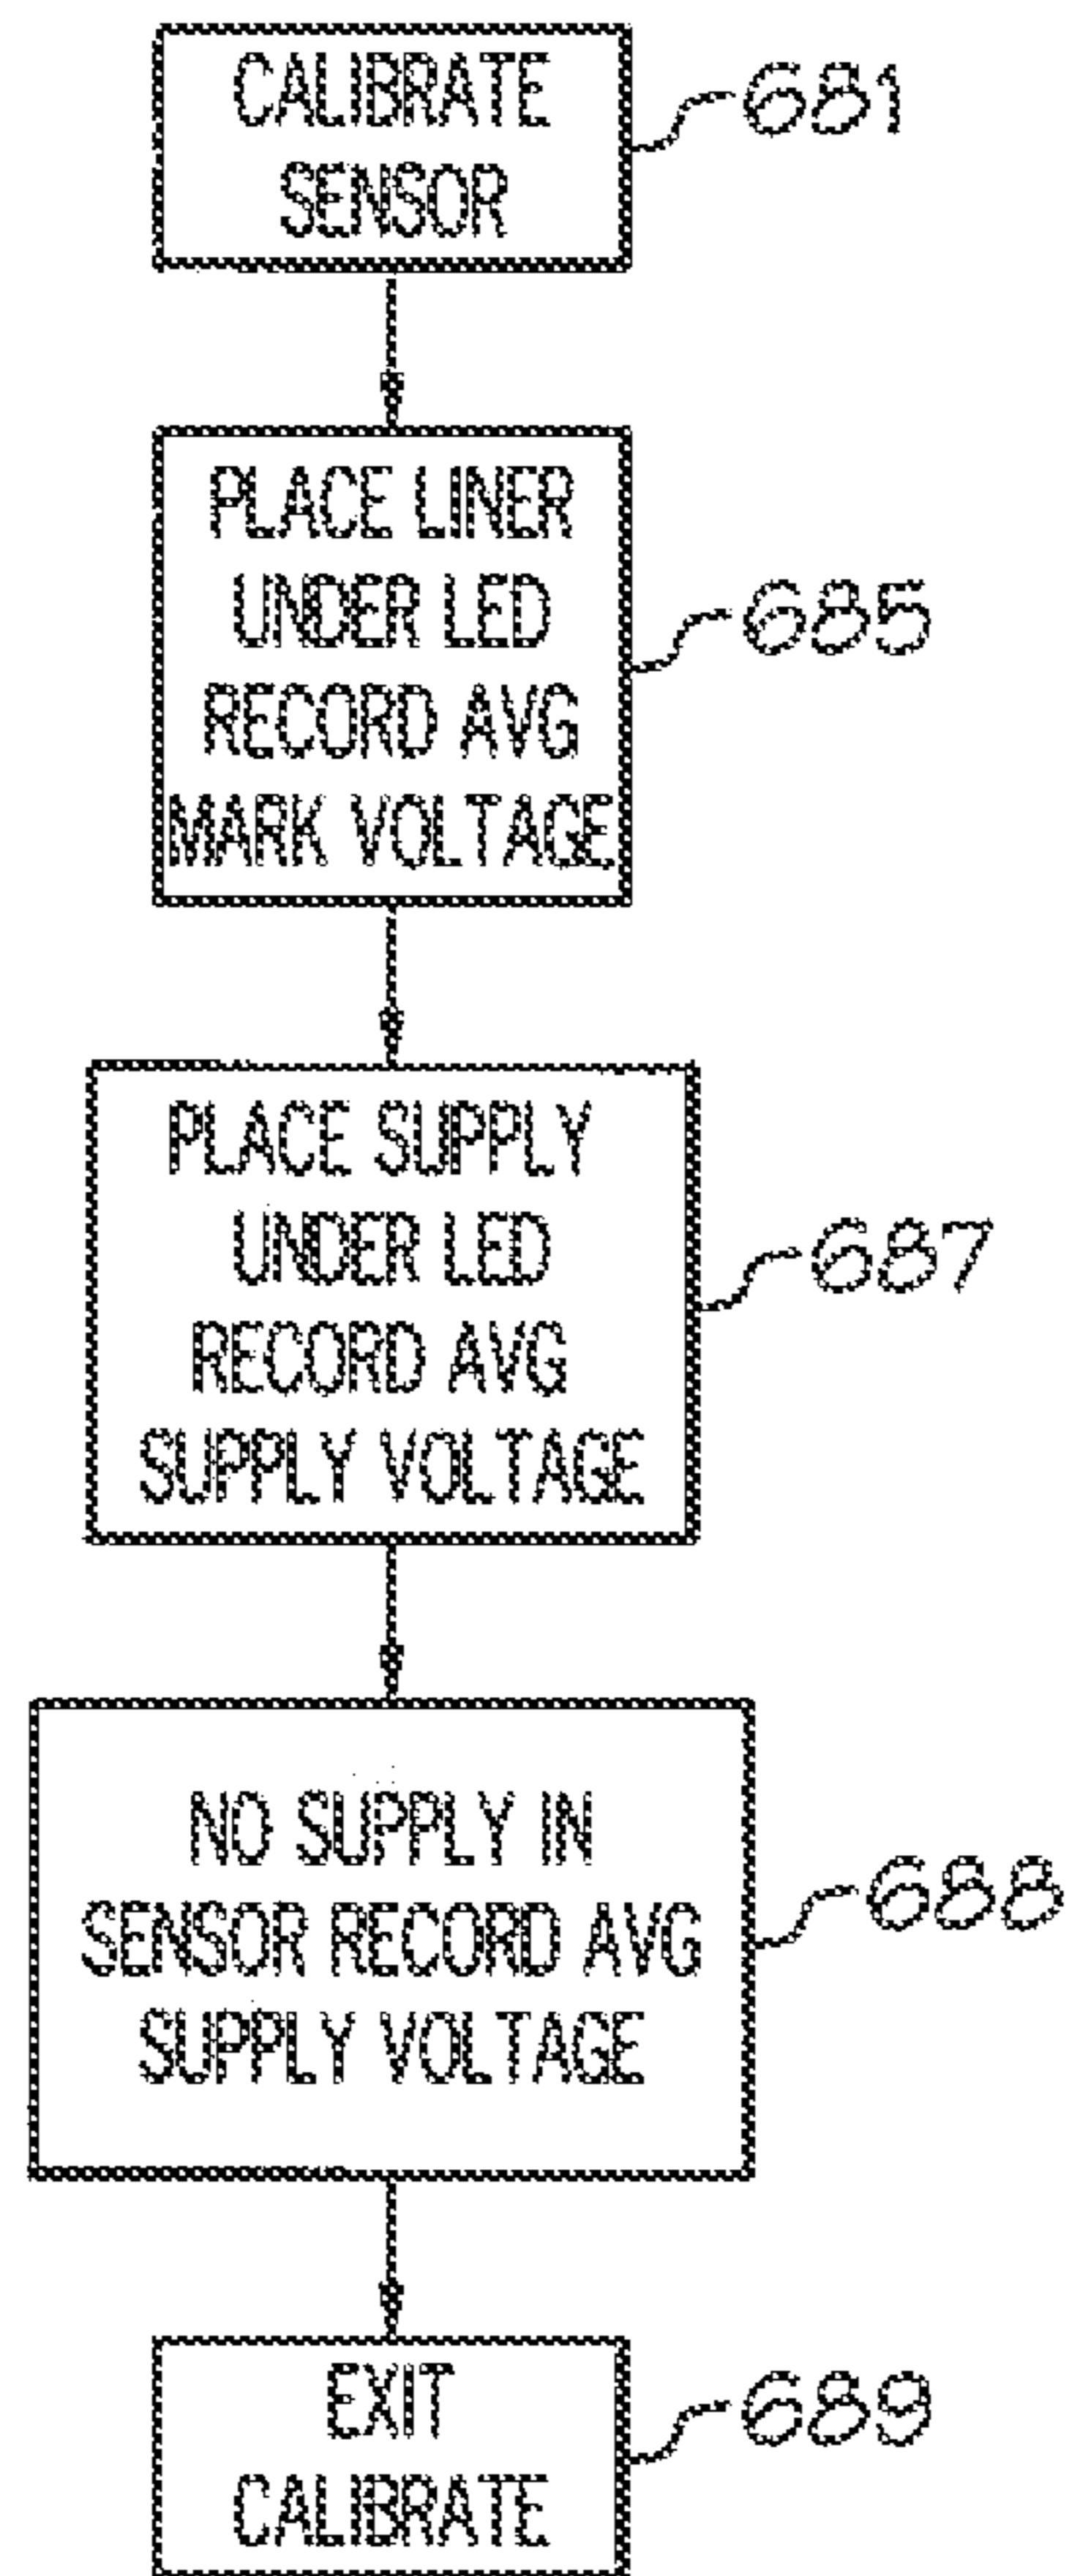 CALIBRATE
SENSOR
681
PLACE LINER
UNDER LED
RECORD AVG
MARK VOLTAGE
685
PLACE SUPPLY
UNDER LED
RECORD AVG
SUPPLY VOLTAGE
687
NO SUPPLY IN
SENSOR RECORD AVG
SUPPLY VOLTAGE
688
EXIT
CALIBRATE
689